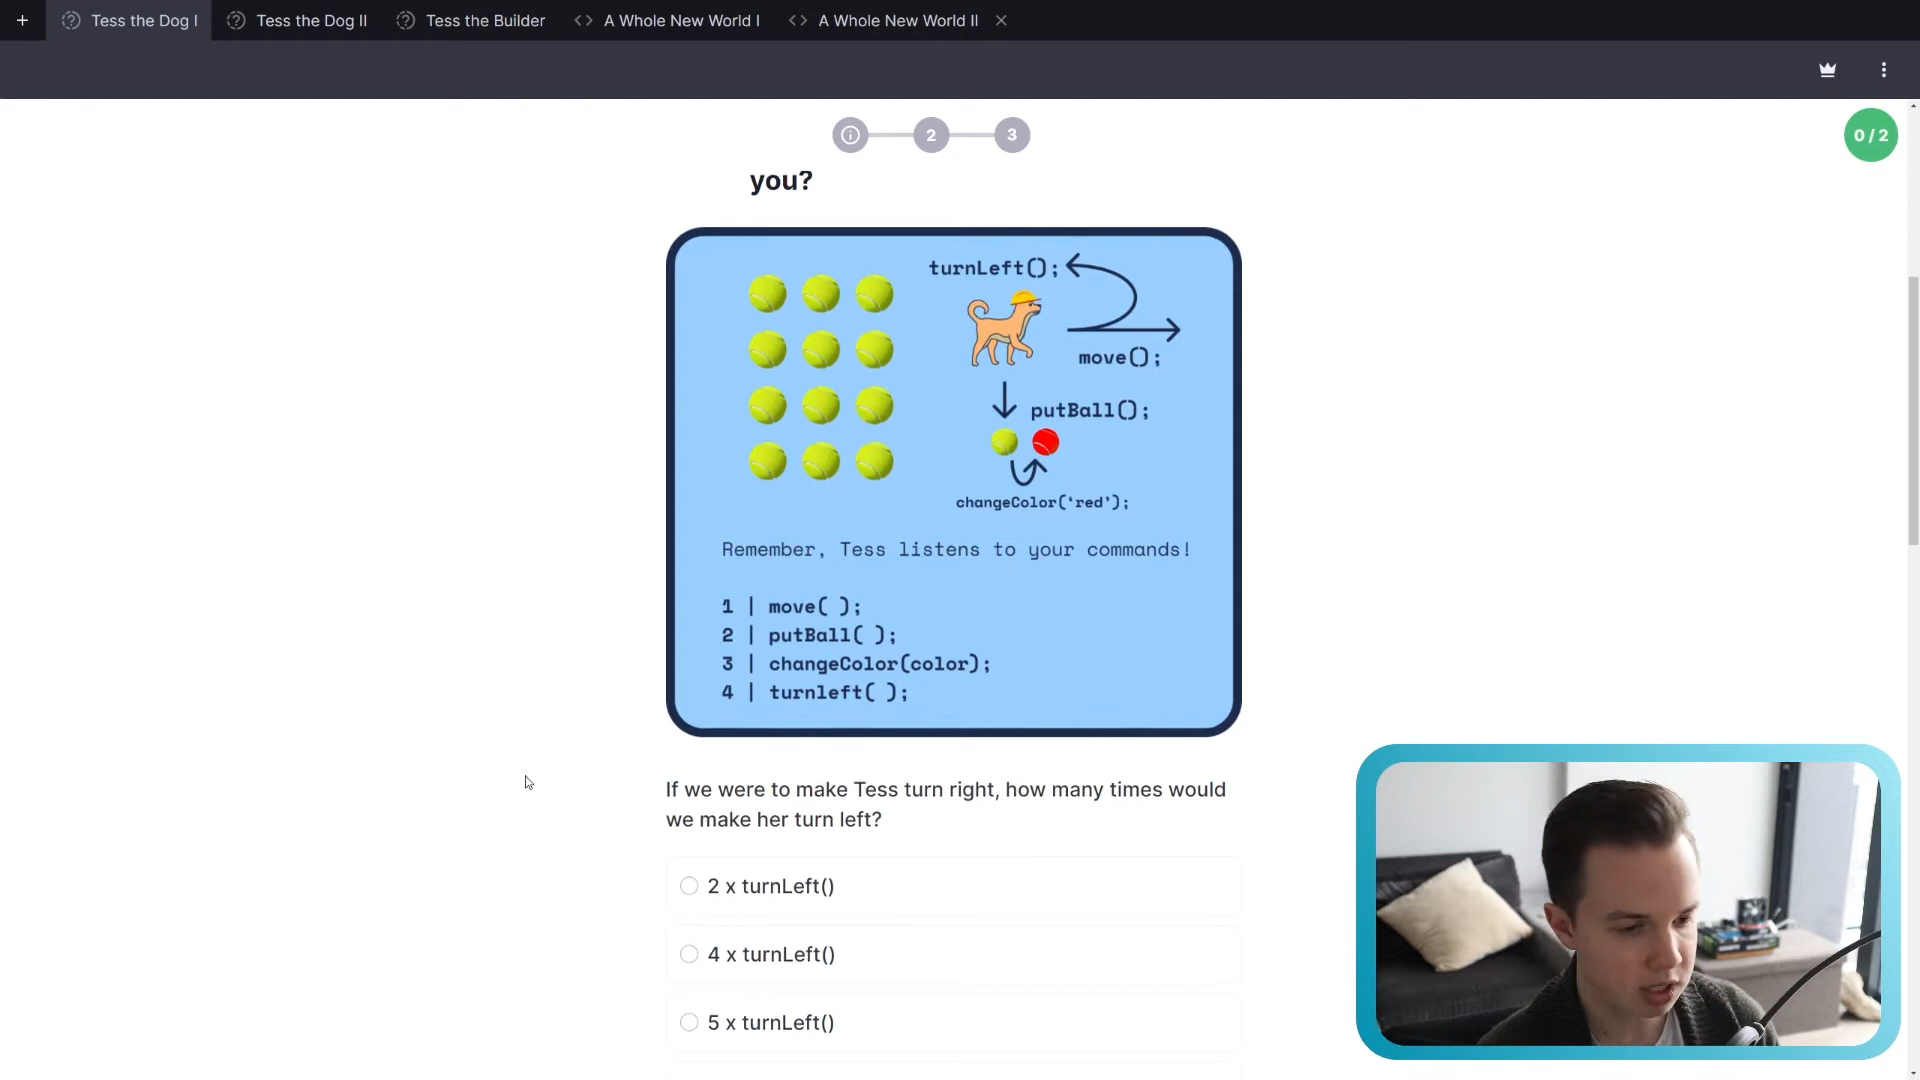 +
Tess the Dog I
Tess the Dog II
Tess the Builder
A Whole New World I
A Whole New World II
2
3
0 / 2
you?
turnLeft();
move();
putBall();
changeColor(‘red’);
Remember, Tess listens to your commands!
1 | move( );
2 | putBall( );
3 | changeColor(color);
4 | turnleft( );
If we were to make Tess turn right, how many times would
we make her turn left?
2 x turnLeft()
4 x turnLeft()
5 x turnLeft()